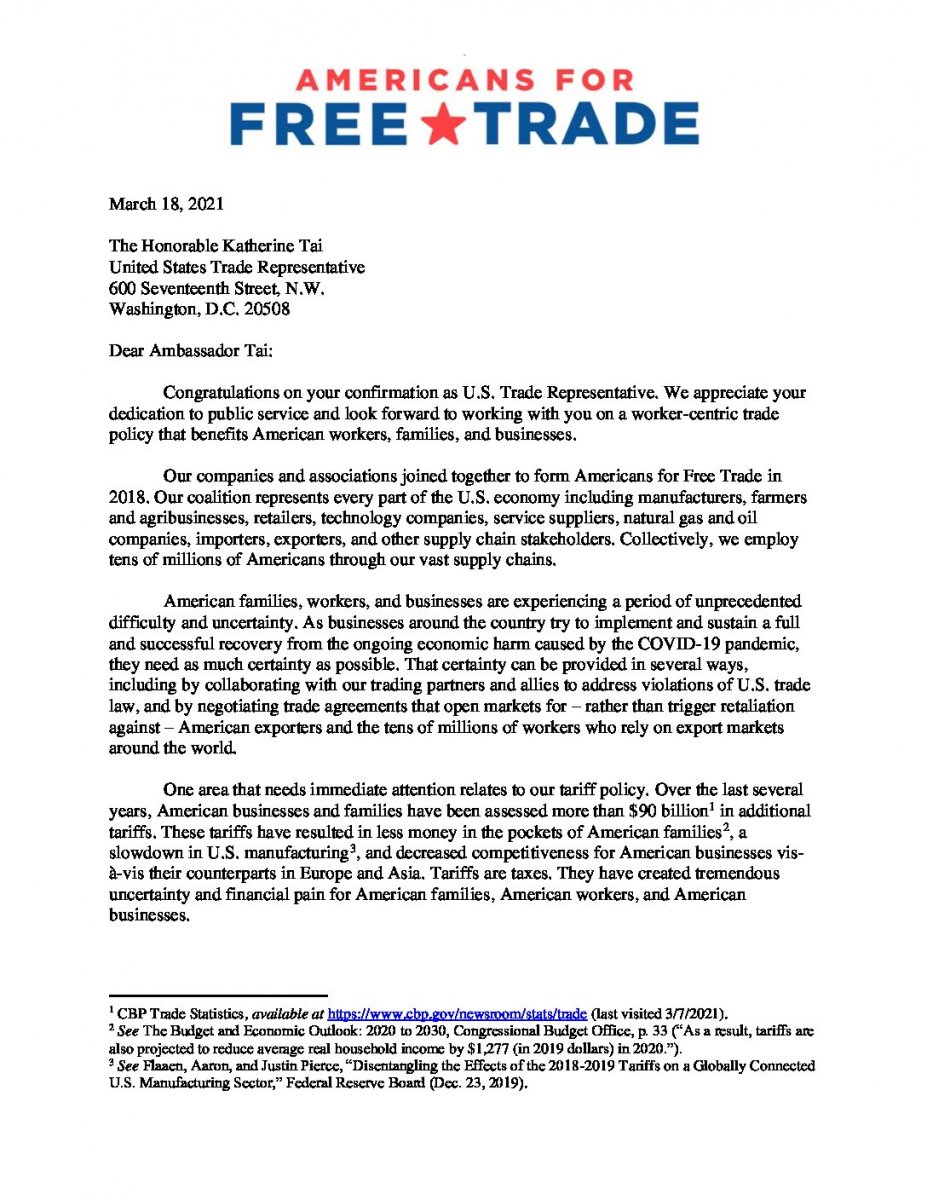 AMERICANS FOR
FREE★TRADE
March 18, 2021
The Honorable Katherine Tai
United States Trade Representative
600 Seventeenth Street, N.W.
Washington, D.C. 20508
Dear Ambassador Tai:
Congratulations on your confirmation as U.S. Trade Representative. We appreciate your
dedication to public service and look forward to working with you on a worker-centric trade
policy that benefits American workers, families, and businesses.
Our companies and associations joined together to form Americans for Free Trade in
2018. Our coalition represents every part of the U.S. economy including manufacturers, farmers
and agribusinesses, retailers, technology companies, service suppliers, natural gas and oil
companies, importers, exporters, and other supply chain stakeholders. Collectively, we employ
tens of millions of Americans through our vast supply chains.
American families, workers, and businesses are experiencing a period of unprecedented
difficulty and uncertainty. As businesses around the country try to implement and sustain a full
and successful recovery from the ongoing economic harm caused by the COVID-19 pandemic,
they need as much certainty as possible. That certainty can be provided in several ways,
including by collaborating with our trading partners and allies to address violations of U.S. trade
law, and by negotiating trade agreements that open markets for – rather than trigger retaliation
against – American exporters and the tens of millions of workers who rely on export markets
around the world.
One area that needs immediate attention relates to our tariff policy. Over the last several
years, American businesses and families have been assessed more than $90 billion¹ in additional
tariffs. These tariffs have resulted in less money in the pockets of American families², a
slowdown in U.S. manufacturing³, and decreased competitiveness for American businesses vis-
à-vis their counterparts in Europe and Asia. Tariffs are taxes. They have created tremendous
uncertainty and financial pain for American families, American workers, and American
businesses.
¹ CBP Trade Statistics, available at https://www.cbp.gov/newsroom/stats/trade (last visited 3/7/2021).
² See The Budget and Economic Outlook: 2020 to 2030, Congressional Budget Office, p. 33 (“As a result, tariffs are
also projected to reduce average real household income by $1,277 (in 2019 dollars) in 2020.”).
³ See Flaaen, Aaron, and Justin Pierce, “Disentangling the Effects of the 2018-2019 Tariffs on a Globally Connected
U.S. Manufacturing Sector,” Federal Reserve Board (Dec. 23, 2019).